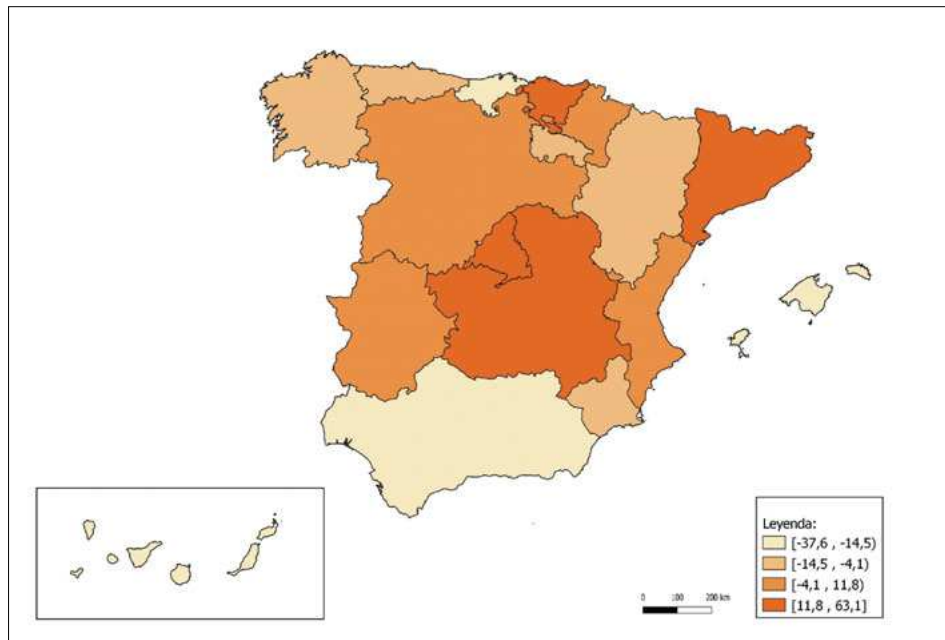 Leyenda:
[-37,6 , -14,5)
[-14,5 , -4,1)
[-4,1 , 11,8)
[11,8 , 63,1]
0 100 200 km